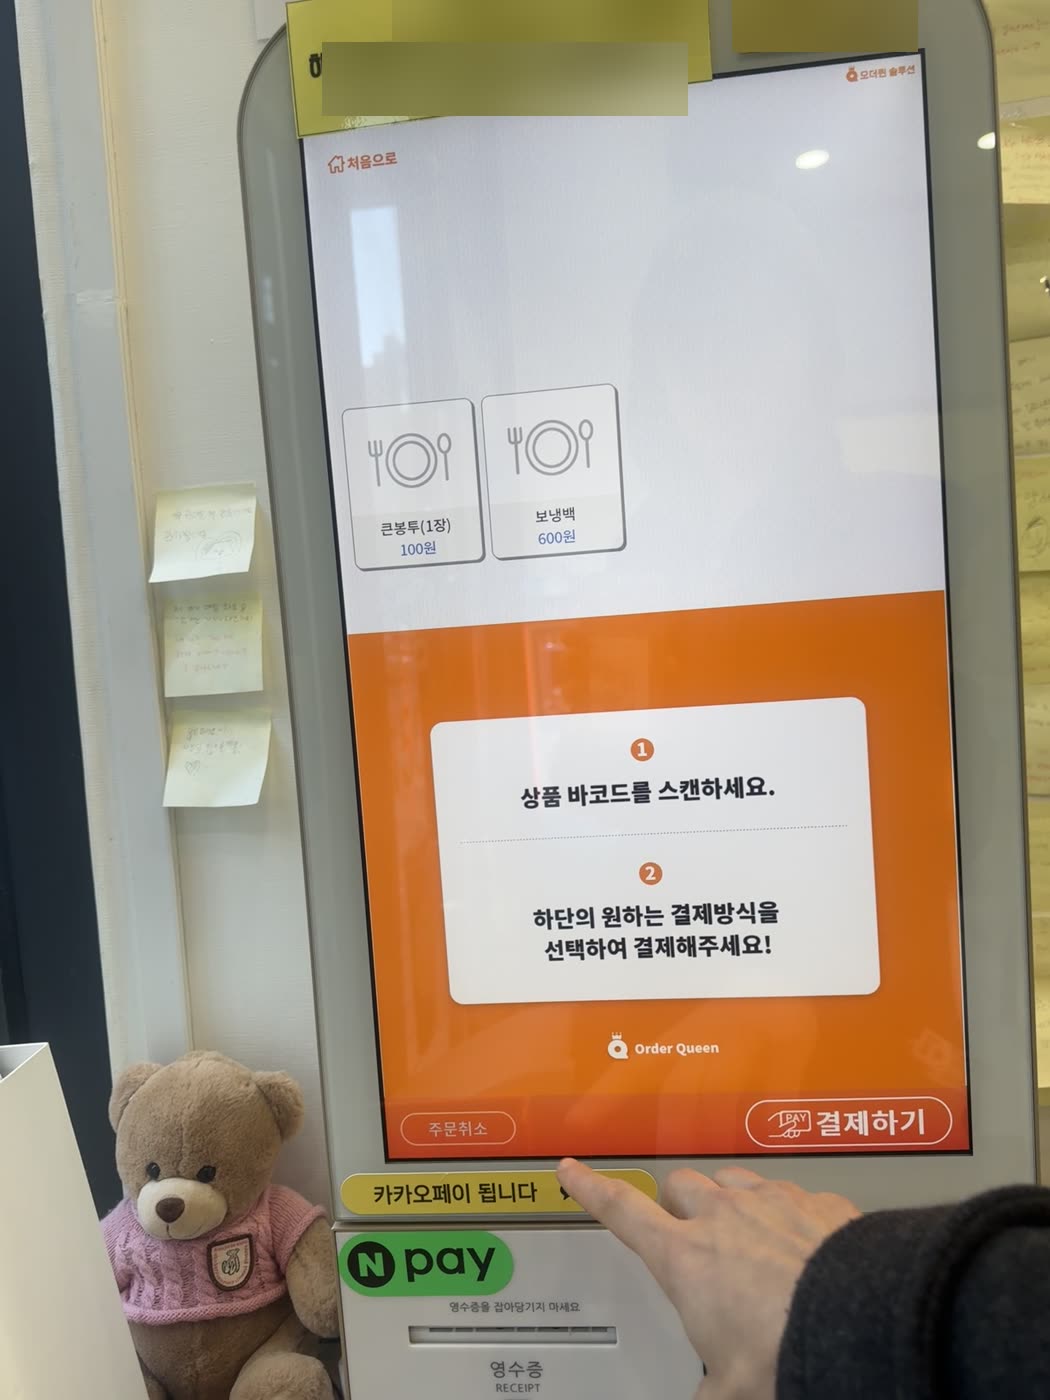 오더퀸 솔루션
처음으로
큰봉투(1장)
100원
보냉백
600원
1
상품 바코드를 스캔하세요.
2
하단의 원하는 결제방식을
선택하여 결제해주세요!
Order Queen
주문취소
PAY 결제하기
카카오페이 됩니다
N pay
영수증을 잡아당기지 마세요
영수증
RECEIPT